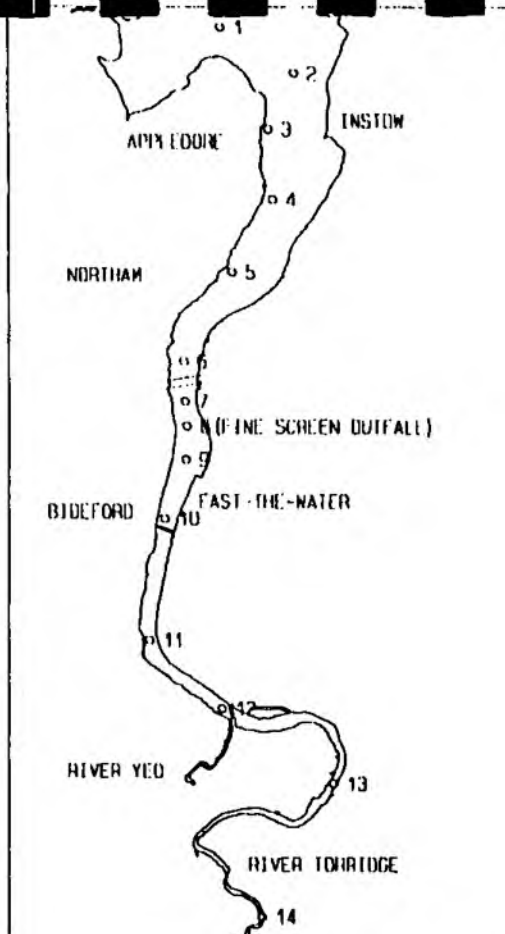 1
2
INSTOW
APPLEDORE
3
4
NORTHAM
5
6
7
8 (FINE SCREEN OUTFALL)
9
EAST-THE-WATER
BIDEFORD
10
11
12
RIVER YEO
13
RIVER TORRIDGE
14